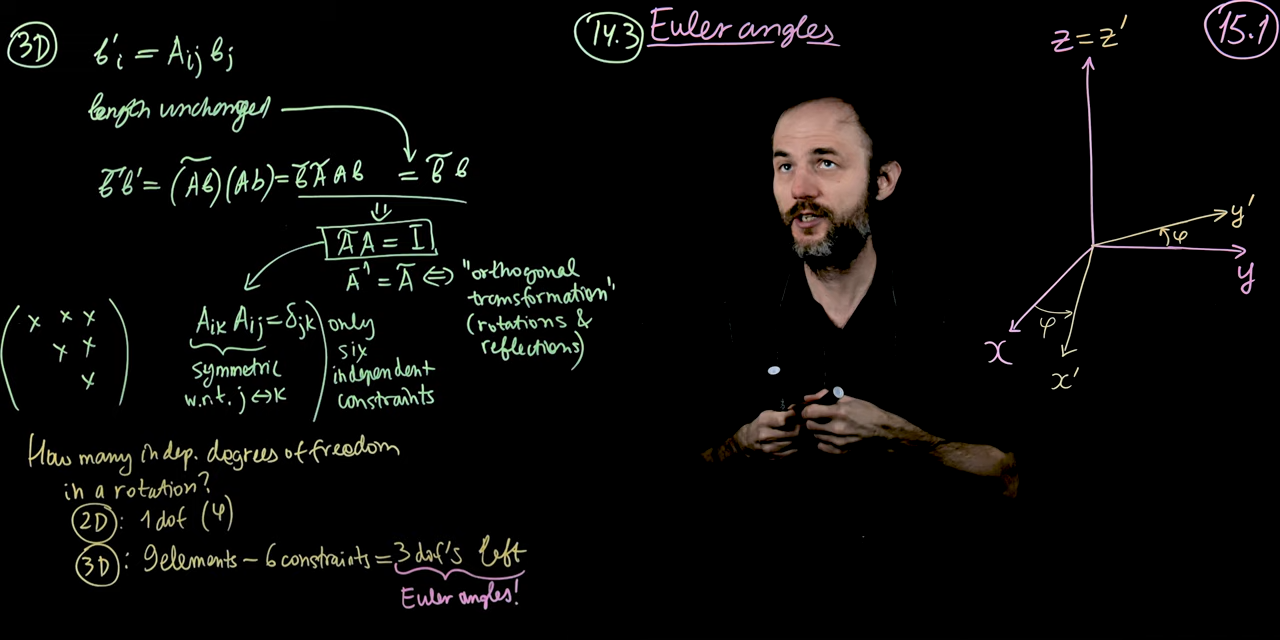 3D b'ᵢ = Aᵢⱼ bⱼ
length unchanged
b̃'b' = (Ãb)(Ab) = b̃ÃAb = b̃b
⇓
ÃA = I
A⁻¹ = Ã ⇔ "orthogonal
transformation"
(rotations &
reflections)
( x x x
x x
x )
Aᵢₖ Aᵢⱼ = δⱼₖ
symmetric
w.r.t. j ↔ k
only
six
independent
constraints
How many indep. degrees of freedom
in a rotation?
2D : 1 dof (φ)
3D : 9 elements − 6 constraints = 3 dof's left
Euler angles!
14.3 Euler angles
15.1
z = z'
y'
φ
y
φ
x
x'